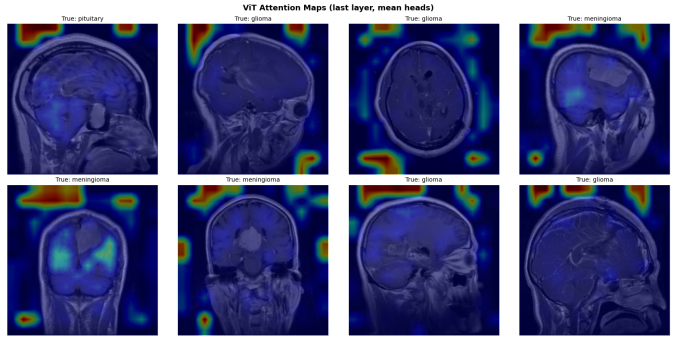 ViT Attention Maps (last layer, mean heads)
True: pituitary
True: glioma
True: glioma
True: meningioma
True: meningioma
True: meningioma
True: glioma
True: glioma